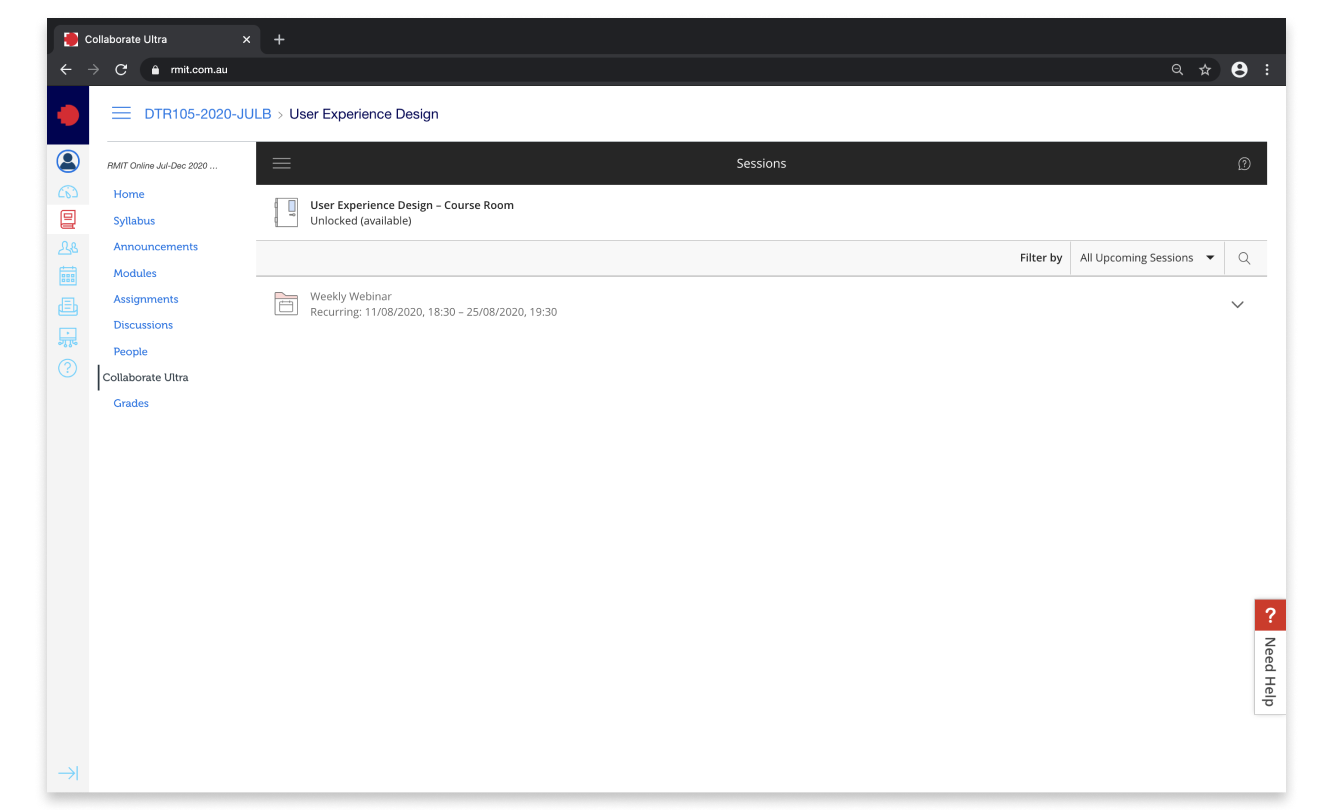 Collaborate Ultra
rmit.com.au
DTR105-2020-JULB > User Experience Design
RMIT Online Jul-Dec 2020 ...
Home
Syllabus
Announcements
Modules
Assignments
Discussions
People
Collaborate Ultra
Grades
Sessions
User Experience Design – Course Room
Unlocked (available)
Filter by All Upcoming Sessions
Weekly Webinar
Recurring: 11/08/2020, 18:30 – 25/08/2020, 19:30
? Need Help